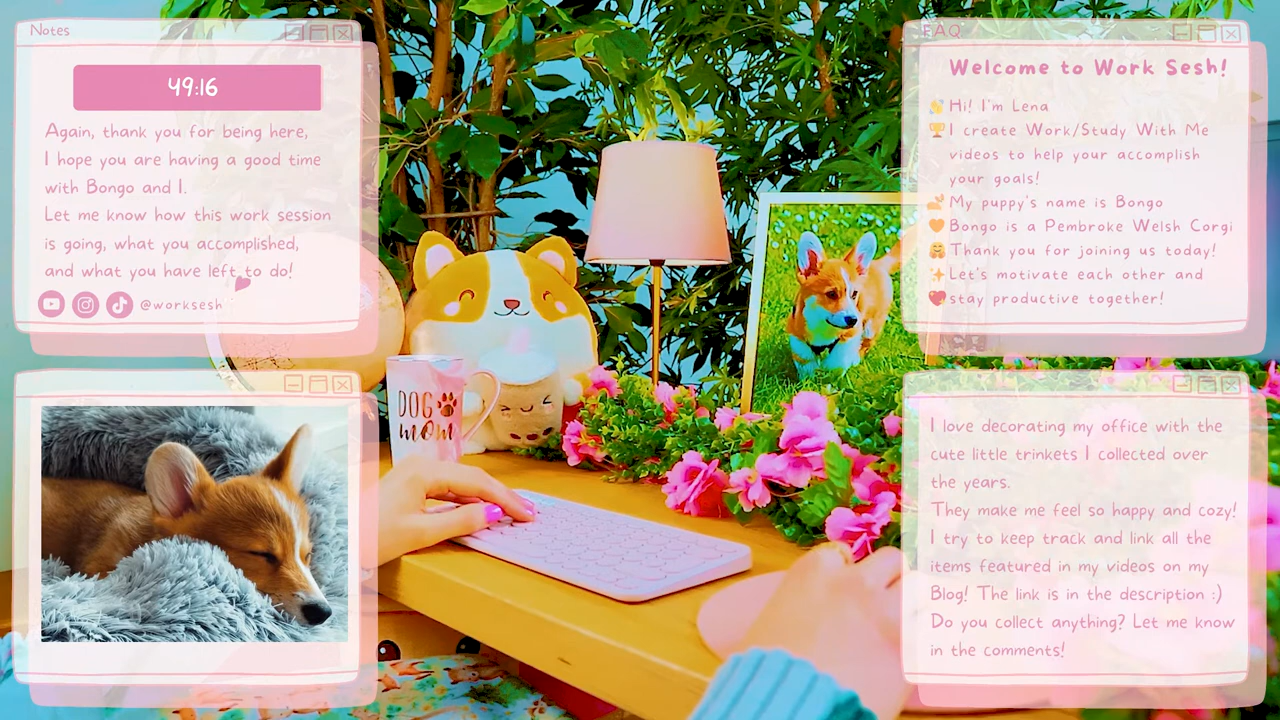 Notes
49:16
Again, thank you for being here,
I hope you are having a good time
with Bongo and I.
Let me know how this work session
is going, what you accomplished,
and what you have left to do!
@worksesh
DOG
mom
FAQ
Welcome to Work Sesh!
👋 Hi! I'm Lena
🏆 I create Work/Study With Me
videos to help your accomplish
your goals!
My puppy's name is Bongo
🧡 Bongo is a Pembroke Welsh Corgi
🤗 Thank you for joining us today!
✨ Let's motivate each other and
❤️ stay productive together!
I love decorating my office with the
cute little trinkets I collected over
the years.
They make me feel so happy and cozy!
I try to keep track and link all the
items featured in my videos on my
Blog! The link is in the description :)
Do you collect anything? Let me know
in the comments!